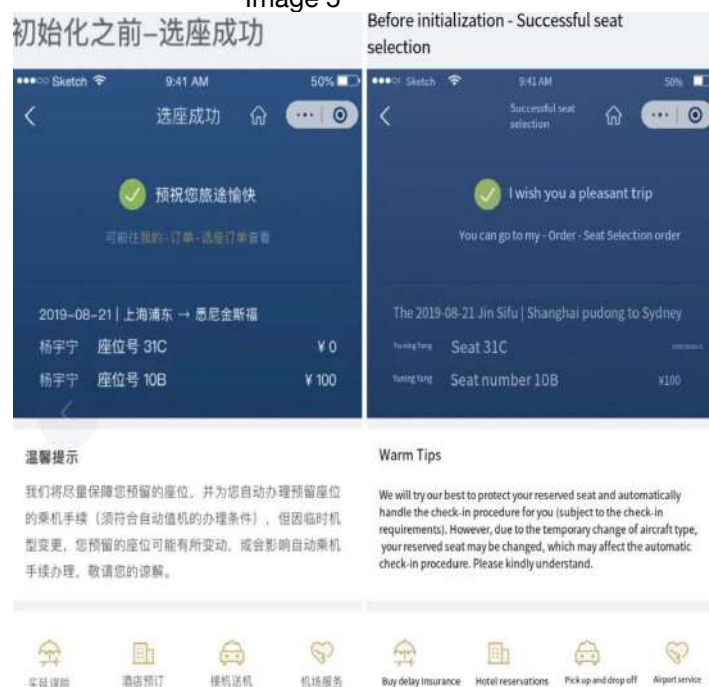 Image 5
初始化之前–选座成功
Sketch 9:41 AM 50%
选座成功
预祝您旅途愉快
可前往我的-订单-选座订单查看
2019-08-21 | 上海浦东 → 悉尼金斯福
杨宇宁 座位号 31C ¥ 0
杨宇宁 座位号 10B ¥ 100
温馨提示
我们将尽量保障您预留的座位，并为您自动办理预留座位
的乘机手续（须符合自动值机的办理条件），但因临时机
型变更，您预留的座位可能有所变动，或会影响自动乘机
手续办理，敬请您的谅解。
买延误险 酒店预订 接机送机 机场服务
Before initialization - Successful seat
selection
Sketch 9:41 AM 50%
Successful seat
selection
I wish you a pleasant trip
You can go to my - Order - Seat Selection order
The 2019-08-21 Jin Sifu | Shanghai pudong to Sydney
Yuning Yang Seat 31C
Yuning Yang Seat number 10B ¥100
Warm Tips
We will try our best to protect your reserved seat and automatically
handle the check-in procedure for you (subject to the check-in
requirements). However, due to the temporary change of aircraft type,
your reserved seat may be changed, which may affect the automatic
check-in procedure. Please kindly understand.
Buy delay Insurance Hotel reservations Pick up and drop off Airport service